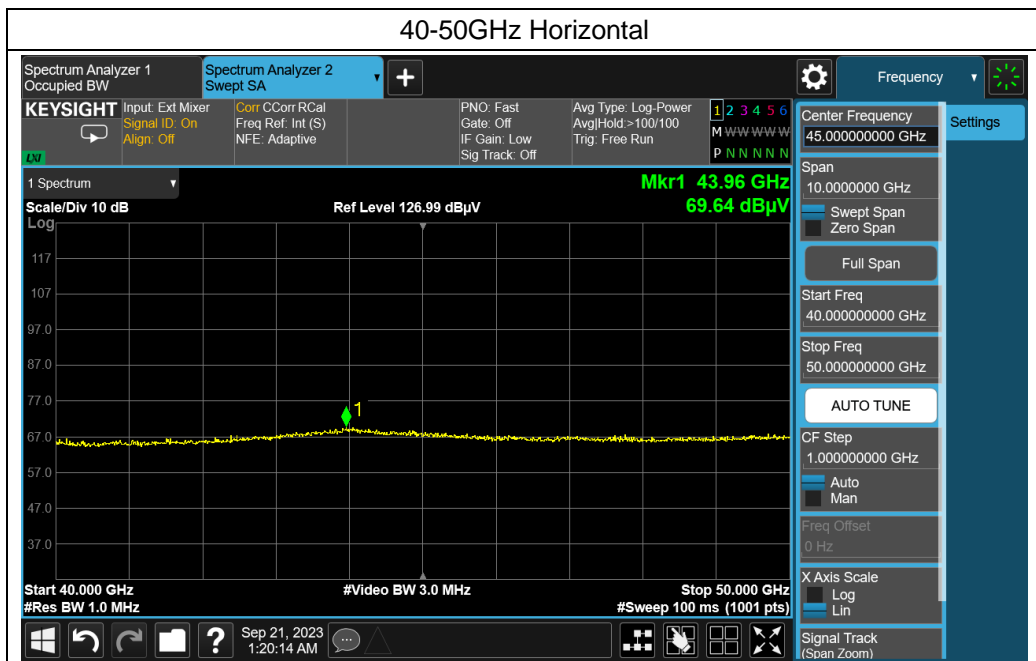 40-50GHz Horizontal
Spectrum Analyzer 1
Occupied BW
Spectrum Analyzer 2
Swept SA
Frequency
KEYSIGHT
LXI
Input: Ext Mixer
Signal ID: On
Align: Off
Corr CCorr RCal
Freq Ref: Int (S)
NFE: Adaptive
PNO: Fast
Gate: Off
IF Gain: Low
Sig Track: Off
Avg Type: Log-Power
Avg|Hold:>100/100
Trig: Free Run
1 2 3 4 5 6
M W W W W W
P N N N N N
1 Spectrum
Scale/Div 10 dB
Ref Level 126.99 dBµV
Mkr1 43.96 GHz
69.64 dBµV
Log
117
107
97.0
87.0
77.0
67.0
57.0
47.0
37.0
1
Start 40.000 GHz
#Res BW 1.0 MHz
#Video BW 3.0 MHz
Stop 50.000 GHz
#Sweep 100 ms (1001 pts)
Center Frequency
45.000000000 GHz
Settings
Span
10.0000000 GHz
Swept Span
Zero Span
Full Span
Start Freq
40.000000000 GHz
Stop Freq
50.000000000 GHz
AUTO TUNE
CF Step
1.000000000 GHz
Auto
Man
Freq Offset
0 Hz
X Axis Scale
Log
Lin
Signal Track
(Span Zoom)
?
Sep 21, 2023
1:20:14 AM